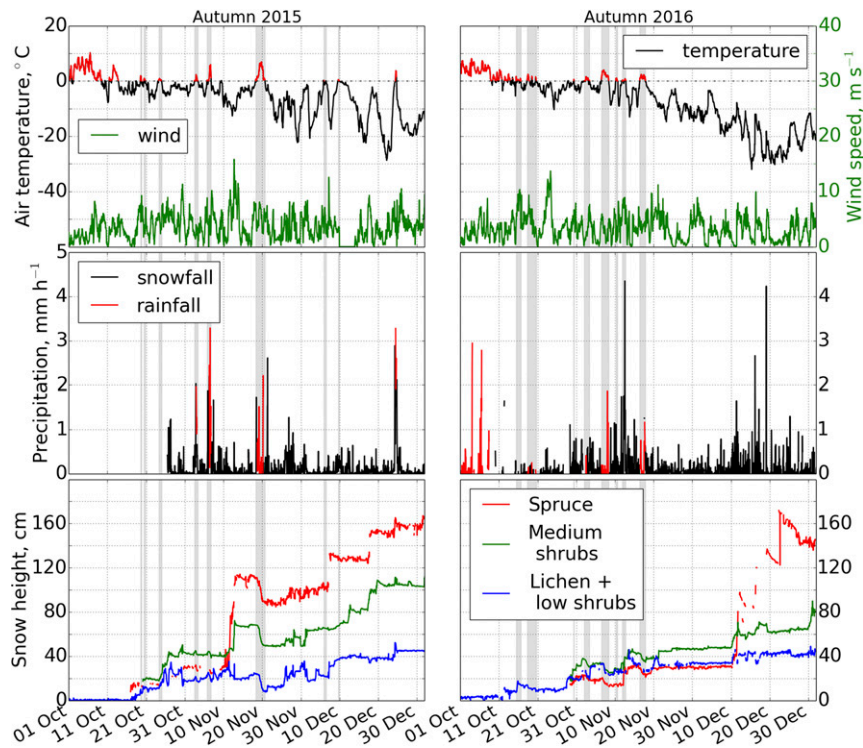 Autumn 2015
Autumn 2016
Air temperature, °C
20
0
-20
-40
5
wind
temperature
40
30
20
10
0
Wind speed, m s⁻¹
Precipitation, mm h⁻¹
4
3
2
1
0
snowfall
rainfall
4
3
2
1
0
Snow height, cm
160
120
80
40
0
Spruce
Medium
shrubs
Lichen +
low shrubs
160
120
80
40
0
01 Oct
11 Oct
21 Oct
31 Oct
10 Nov
20 Nov
30 Nov
10 Dec
20 Dec
30 Dec
01 Oct
11 Oct
21 Oct
31 Oct
10 Nov
20 Nov
30 Nov
10 Dec
20 Dec
30 Dec